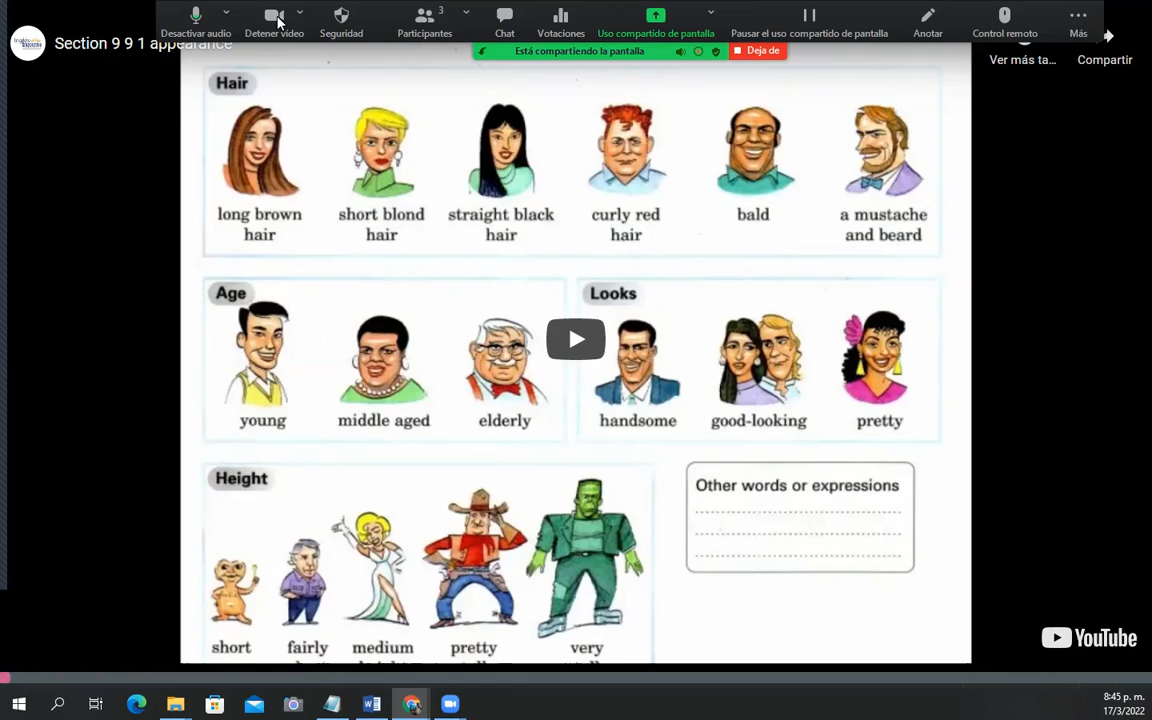 Desactivar audio
Detener video
Seguridad
Participantes
3
Chat
Votaciones
Uso compartido de pantalla
Pausar el uso compartido de pantalla
Anotar
Control remoto
Más
Section 9 9 1 appearance
Está compartiendo la pantalla
Deja de
Ver más ta...
Compartir
Hair
long brown
hair
short blond
hair
straight black
hair
curly red
hair
bald
a mustache
and beard
Age
young
middle aged
elderly
Looks
handsome
good-looking
pretty
Height
short
fairly
medium
pretty
very
Other words or expressions
YouTube
8:45 p. m.
17/3/2022